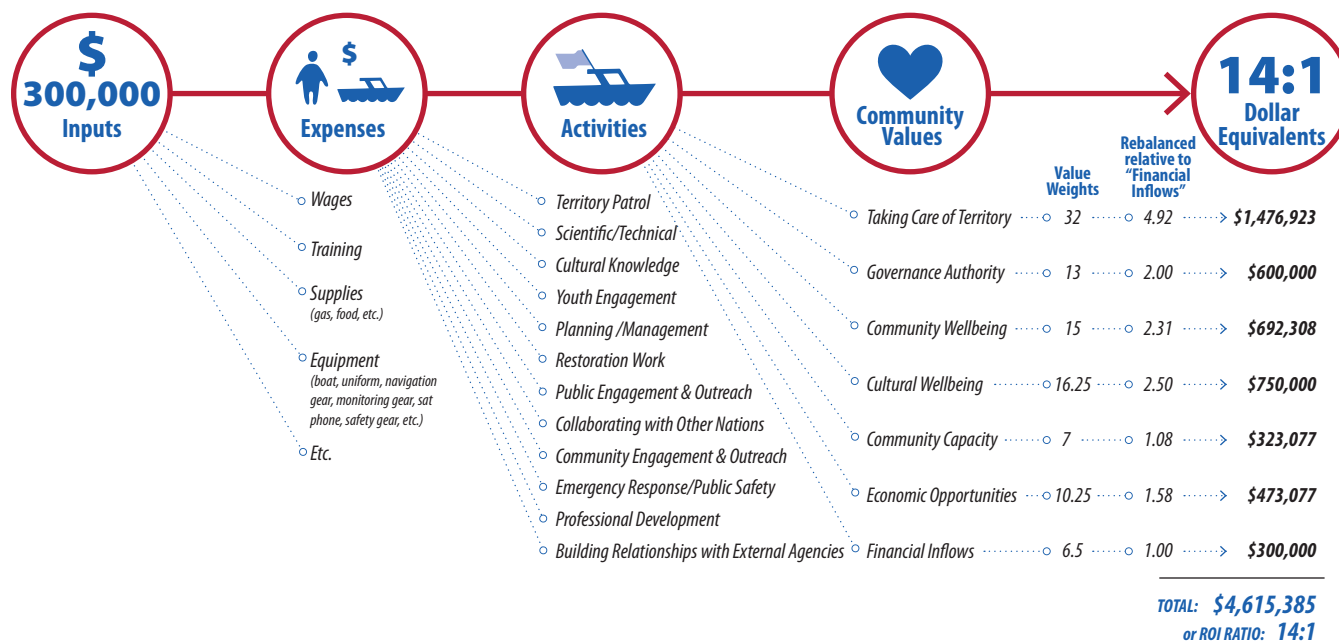 $
300,000
Inputs
$
Expenses
Activities
Community
Values
14:1
Dollar
Equivalents
Wages
Training
Supplies
(gas, food, etc.)
Equipment
(boat, uniform, navigation
gear, monitoring gear, sat
phone, safety gear, etc.)
Etc.
Territory Patrol
Scientific/Technical
Cultural Knowledge
Youth Engagement
Planning /Management
Restoration Work
Public Engagement & Outreach
Collaborating with Other Nations
Community Engagement & Outreach
Emergency Response/Public Safety
Professional Development
Building Relationships with External Agencies
Value
Weights
Rebalanced
relative to
“Financial
Inflows”
Taking Care of Territory 32 4.92 $1,476,923
Governance Authority 13 2.00 $600,000
Community Wellbeing 15 2.31 $692,308
Cultural Wellbeing 16.25 2.50 $750,000
Community Capacity 7 1.08 $323,077
Economic Opportunities 10.25 1.58 $473,077
Financial Inflows 6.5 1.00 $300,000
TOTAL: $4,615,385
or ROI RATIO: 14:1